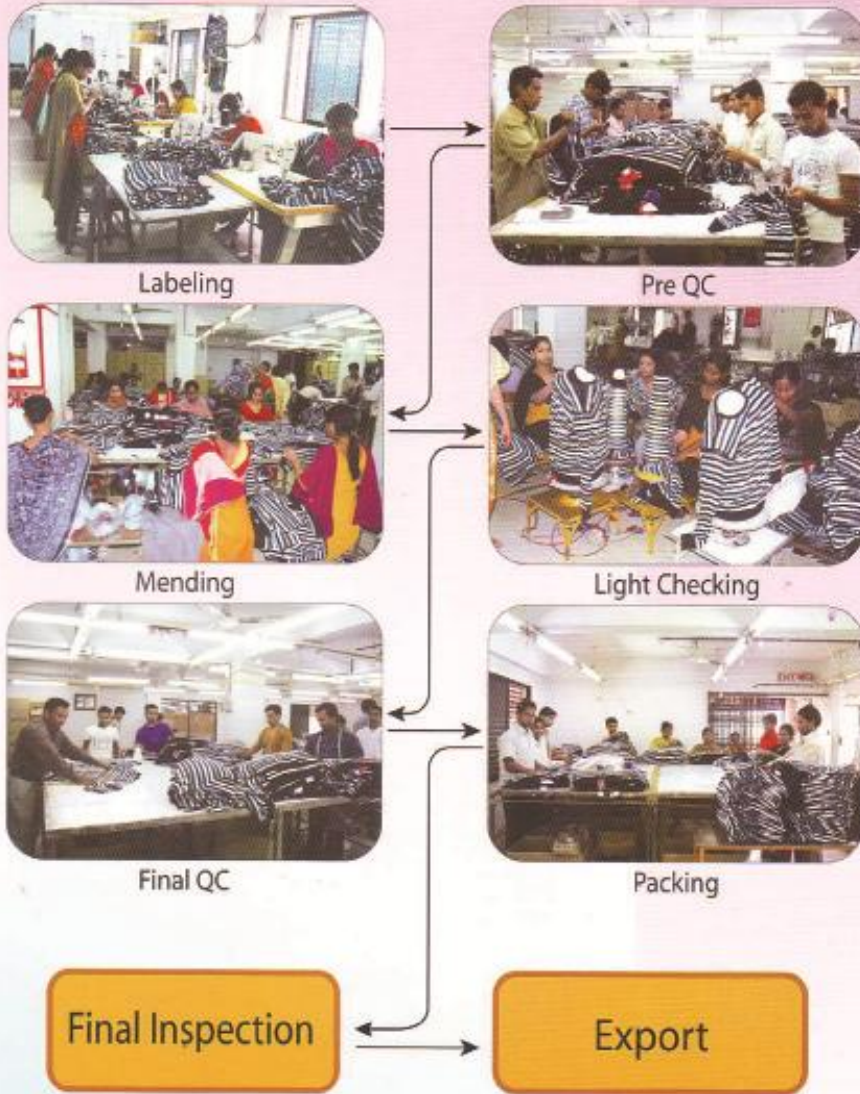 Labeling
Pre QC
Mending
Light Checking
Final QC
Packing
Final Inspection
Export